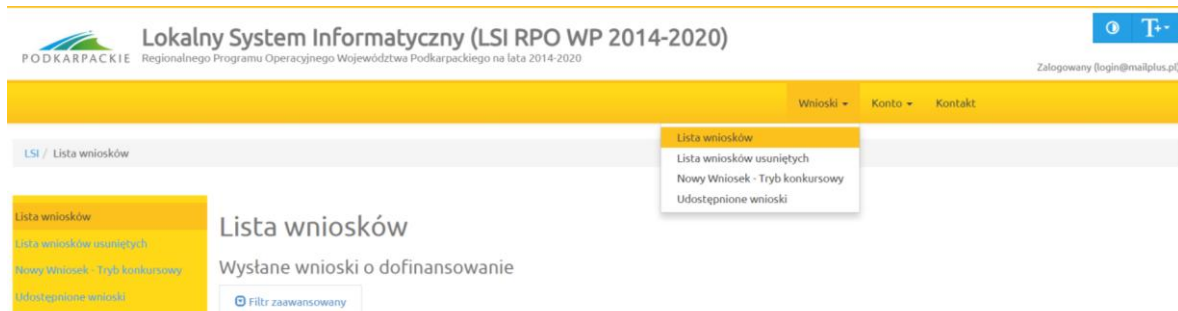 Lokalny System Informatyczny (LSI RPO WP 2014-2020)
PODKARPACKIE
Regionalnego Programu Operacyjnego Województwa Podkarpackiego na lata 2014-2020
T+-
Zalogowany (login@mailplus.pl)
Wnioski
Konto
Kontakt
Lista wniosków
Lista wniosków usuniętych
Nowy Wniosek - Tryb konkursowy
Udostępnione wnioski
LSI / Lista wniosków
Lista wniosków
Lista wniosków usuniętych
Nowy Wniosek - Tryb konkursowy
Udostępnione wnioski
Lista wniosków
Wysłane wnioski o dofinansowanie
Filtr zaawansowany